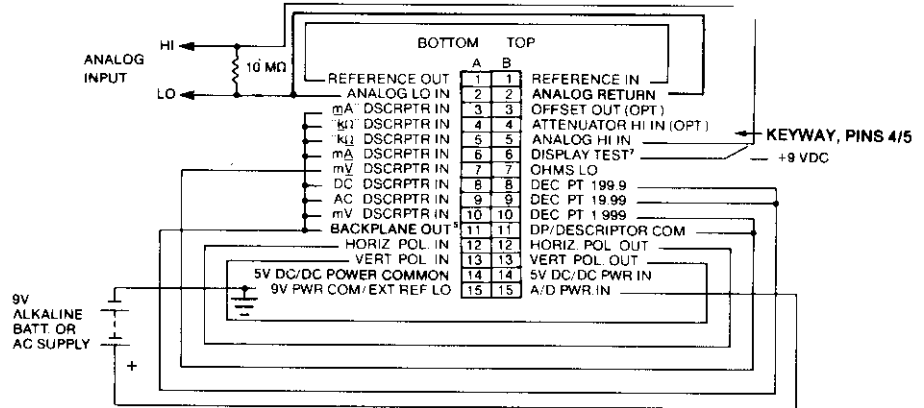 HI
ANALOG INPUT
10 MΩ
LO
BOTTOM TOP
A B
REFERENCE OUT 1 1 REFERENCE IN
ANALOG LO IN 2 2 ANALOG RETURN
"mA" DSCRPTR IN 3 3 OFFSET OUT (OPT)
"kΩ" DSCRPTR IN 4 4 ATTENUATOR HI IN (OPT)
"kΩ DSCRPTR IN 5 5 ANALOG HI IN
mA DSCRPTR IN 6 6 DISPLAY TEST7
mV DSCRPTR IN 7 7 OHMS LO
DC DSCRPTR IN 8 8 DEC PT 199.9
AC DSCRPTR IN 9 9 DEC PT 19.99
mV DSCRPTR IN 10 10 DEC PT 1 999
BACKPLANE OUT5 11 11 DP/DESCRIPTOR COM
HORIZ POL. IN 12 12 HORIZ. POL OUT
VERT POL. IN 13 13 VERT POL. OUT
5V DC/DC POWER COMMON 14 14 5V DC/DC PWR IN
9V PWR COM/EXT REF LO 15 15 A/D PWR.IN
KEYWAY, PINS 4/5
+9 VDC
9V
ALKALINE
BATT. OR
AC SUPPLY
+